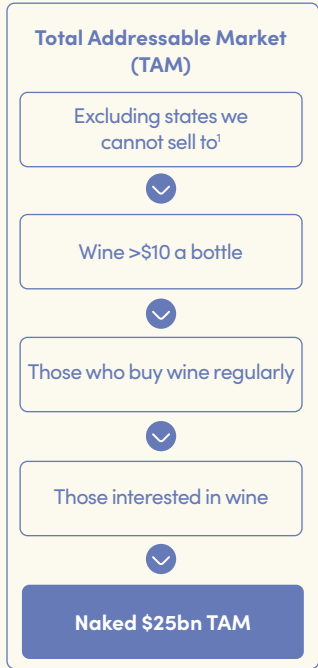 Total Addressable Market
(TAM)
Excluding states we
cannot sell to¹
Wine >$10 a bottle
Those who buy wine regularly
Those interested in wine
Naked $25bn TAM